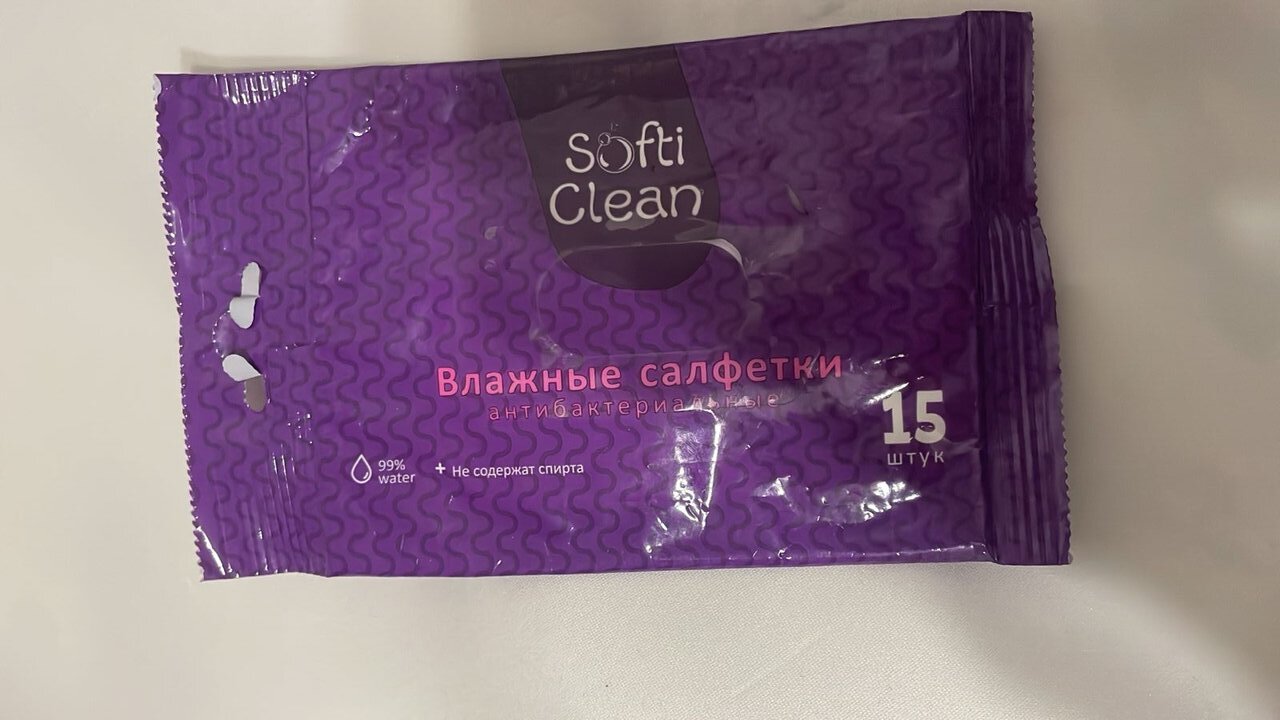 Softi
Clean
Влажные салфетки
антибактериальные
99%
water
+ Не содержат спирта
15
штук